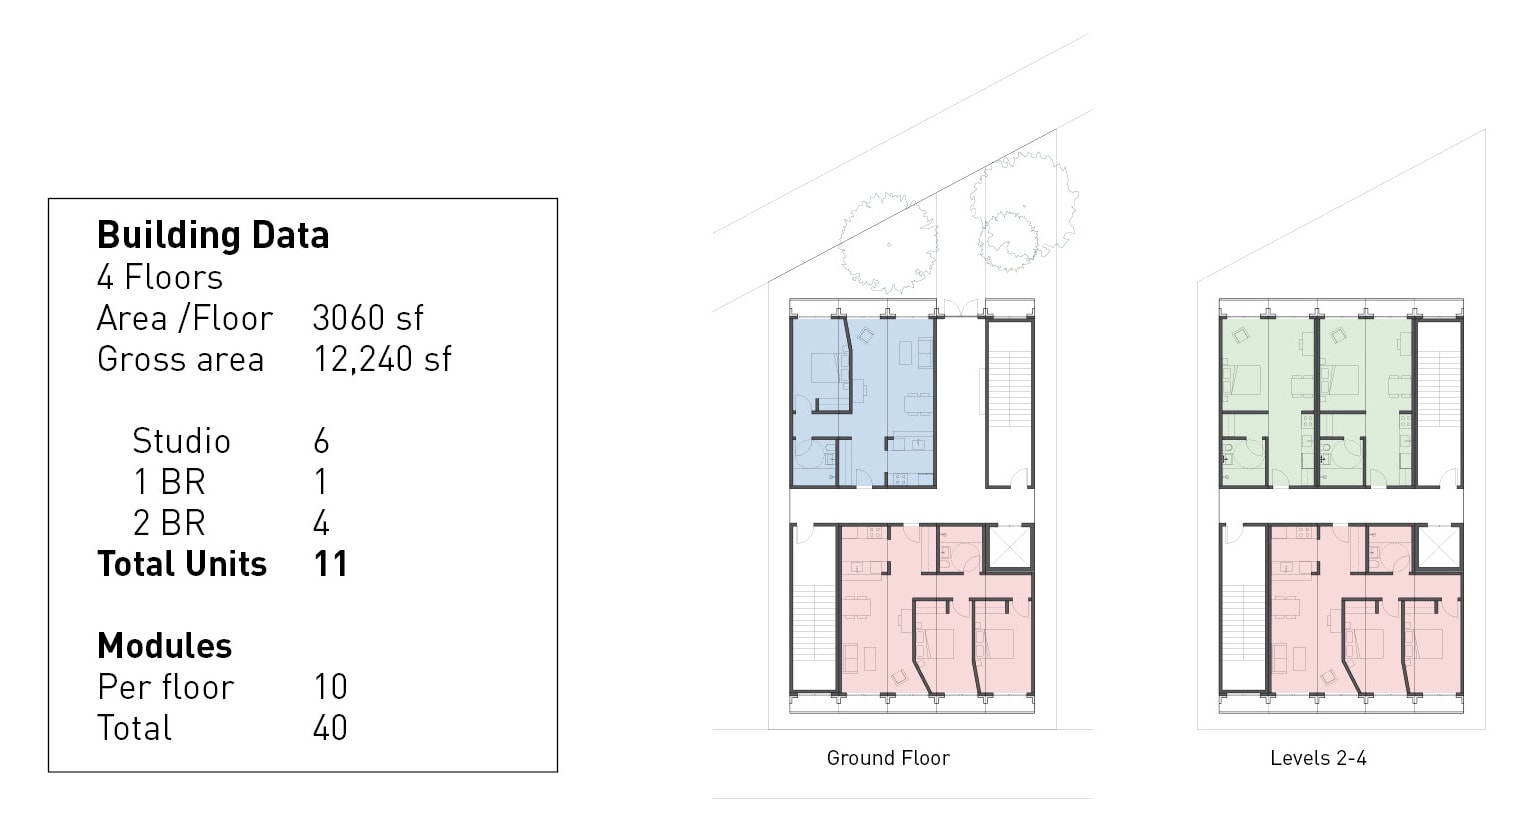 Building Data
4 Floors
Area /Floor 3060 sf
Gross area 12,240 sf
Studio 6
1 BR 1
2 BR 4
Total Units 11
Modules
Per floor 10
Total 40
Ground Floor
Levels 2-4